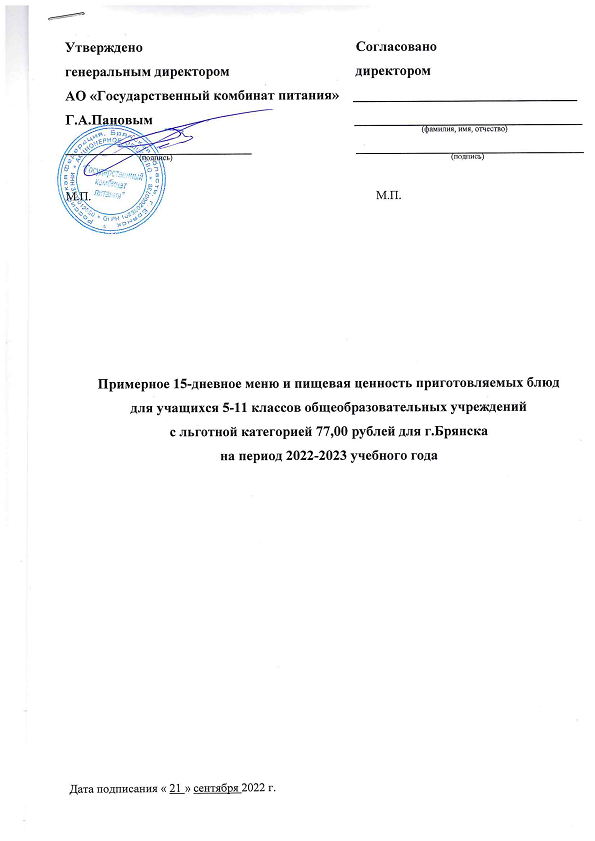 Утверждено
генеральным директором
АО «Государственный комбинат питания»
Г.А.Пановым
(подпись)
М.П.
Согласовано
директором
(фамилия, имя, отчество)
(подпись)
М.П.
"Государственный
комбинат
питания"
Примерное 15-дневное меню и пищевая ценность приготовляемых блюд
для учащихся 5-11 классов общеобразовательных учреждений
с льготной категорией 77,00 рублей для г.Брянска
на период 2022-2023 учебного года
Дата подписания « 21 » сентября 2022 г.